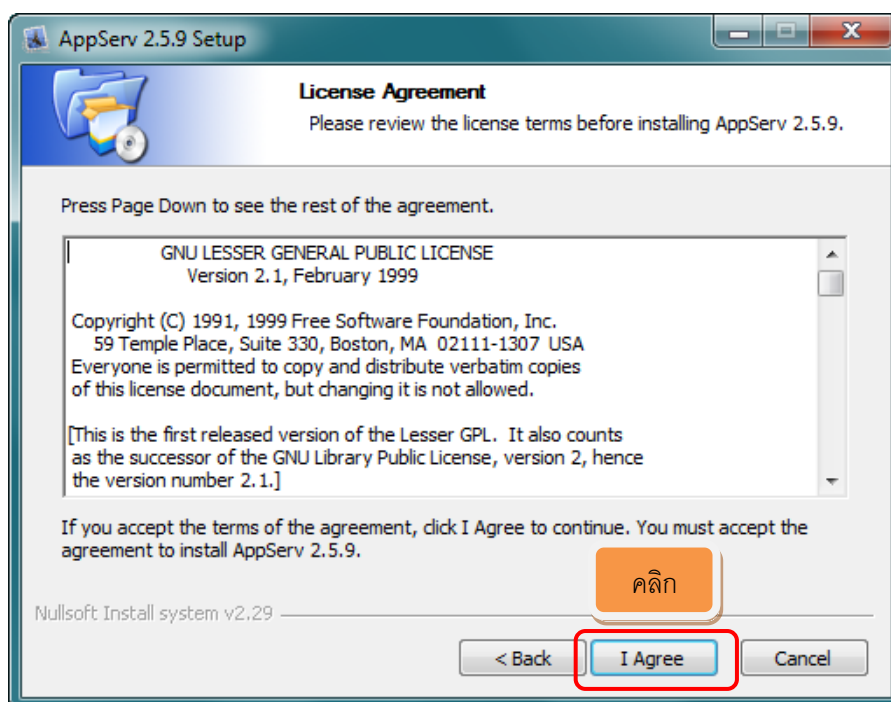 AppServ 2.5.9 Setup
License Agreement
Please review the license terms before installing AppServ 2.5.9.
Press Page Down to see the rest of the agreement.
GNU LESSER GENERAL PUBLIC LICENSE
Version 2.1, February 1999
Copyright (C) 1991, 1999 Free Software Foundation, Inc.
59 Temple Place, Suite 330, Boston, MA 02111-1307 USA
Everyone is permitted to copy and distribute verbatim copies
of this license document, but changing it is not allowed.
[This is the first released version of the Lesser GPL. It also counts
as the successor of the GNU Library Public License, version 2, hence
the version number 2.1.]
If you accept the terms of the agreement, click I Agree to continue. You must accept the
agreement to install AppServ 2.5.9.
คลิก
Nullsoft Install system v2.29
< Back
I Agree
Cancel